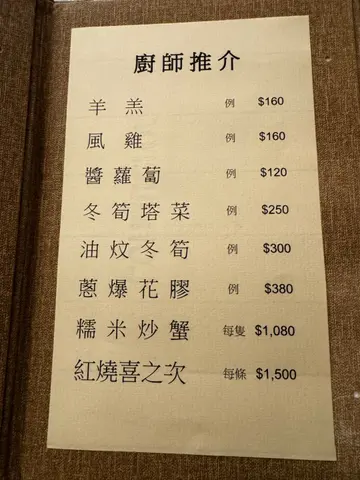 廚師推介
羊羔 例 $160
風雞 例 $160
醬蘿蔔 例 $120
冬筍塔菜 例 $250
油炆冬筍 例 $300
蔥爆花膠 例 $380
糯米炒蟹 每隻 $1,080
紅燒喜之次 每條 $1,500